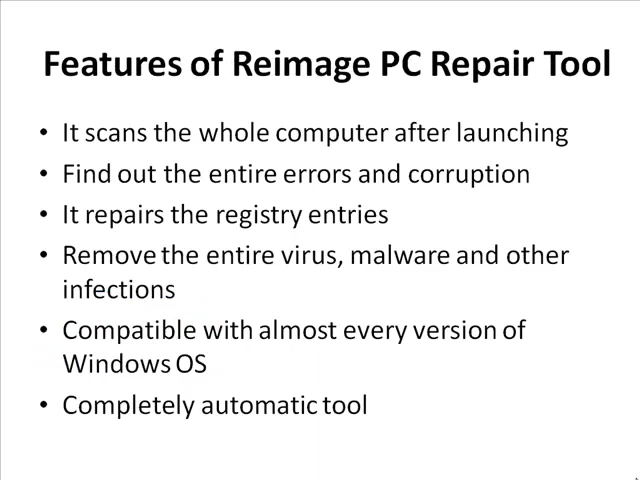 Features of Reimage PC Repair Tool
• It scans the whole computer after launching
• Find out the entire errors and corruption
• It repairs the registry entries
• Remove the entire virus, malware and other
infections
• Compatible with almost every version of
Windows OS
• Completely automatic tool